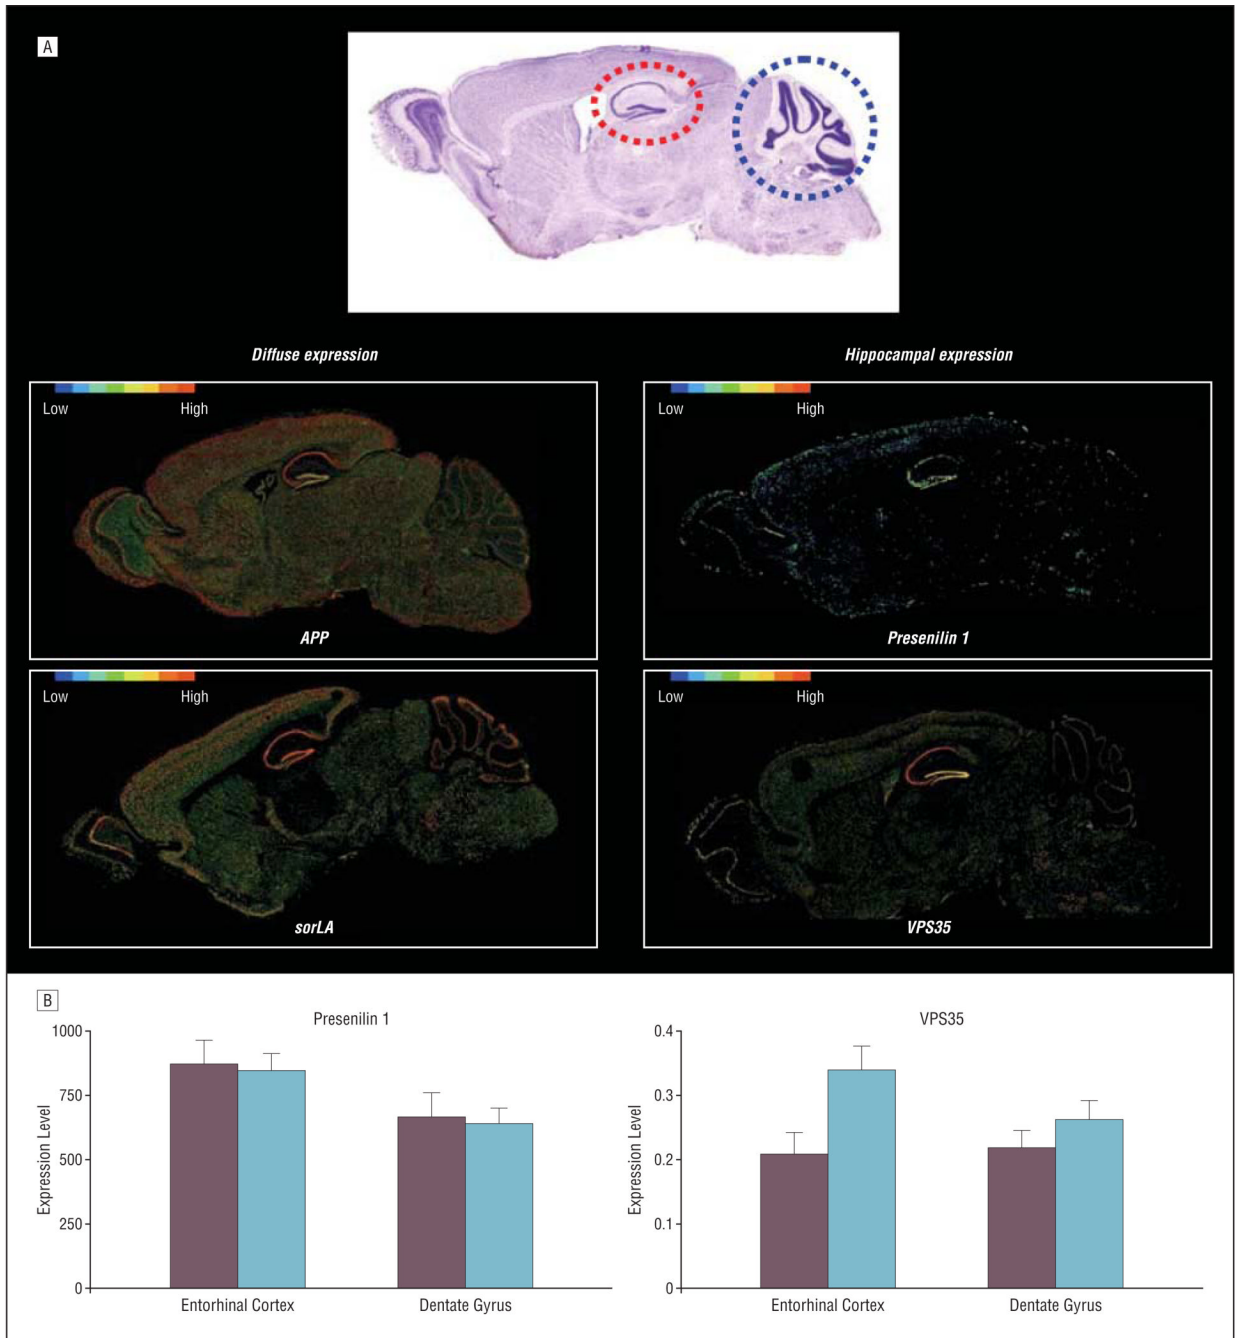 A
Diffuse expression
Hippocampal expression
Low High
APP
Low High
Presenilin 1
Low High
sorLA
Low High
VPS35
B
Presenilin 1
1000
750
500
250
0
Expression Level
Entorhinal Cortex Dentate Gyrus
VPS35
0.4
0.3
0.2
0.1
0
Expression Level
Entorhinal Cortex Dentate Gyrus